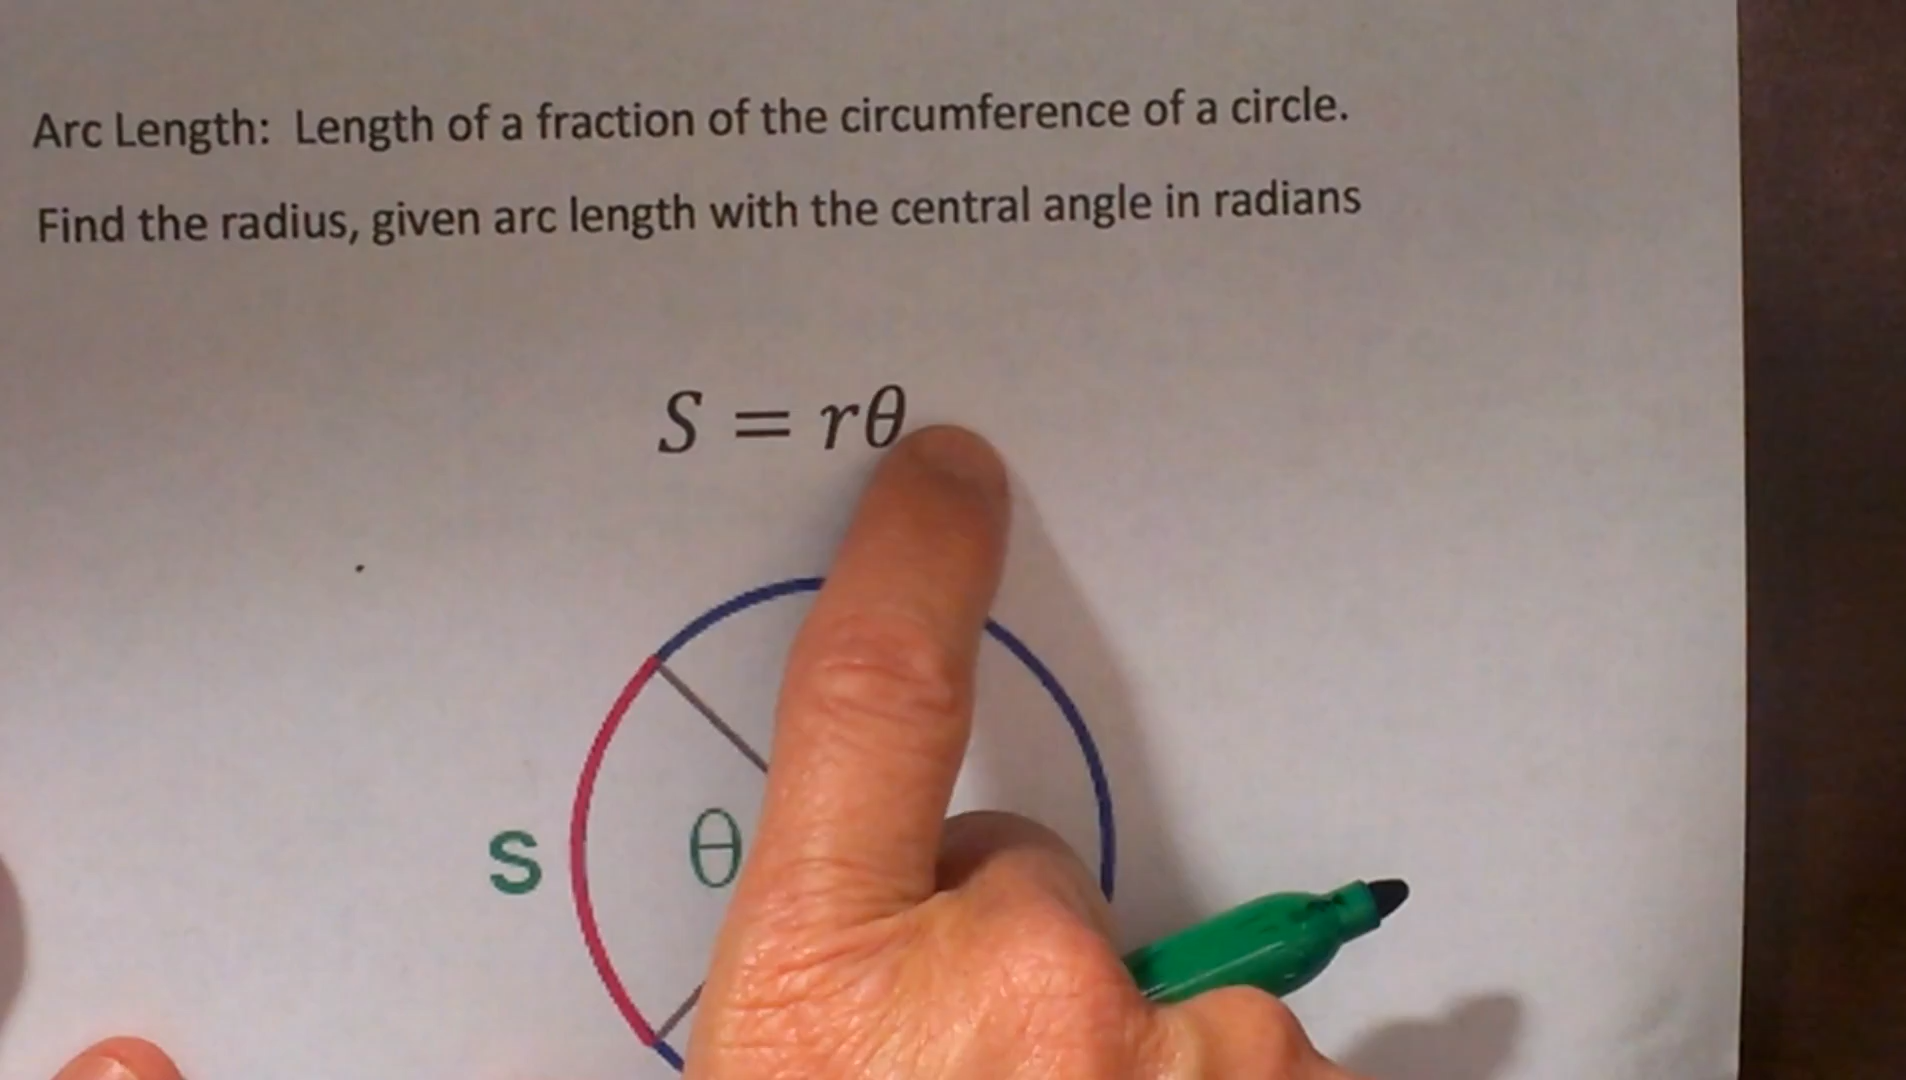 Arc Length: Length of a fraction of the circumference of a circle.
Find the radius, given arc length with the central angle in radians
S = rθ
S θ